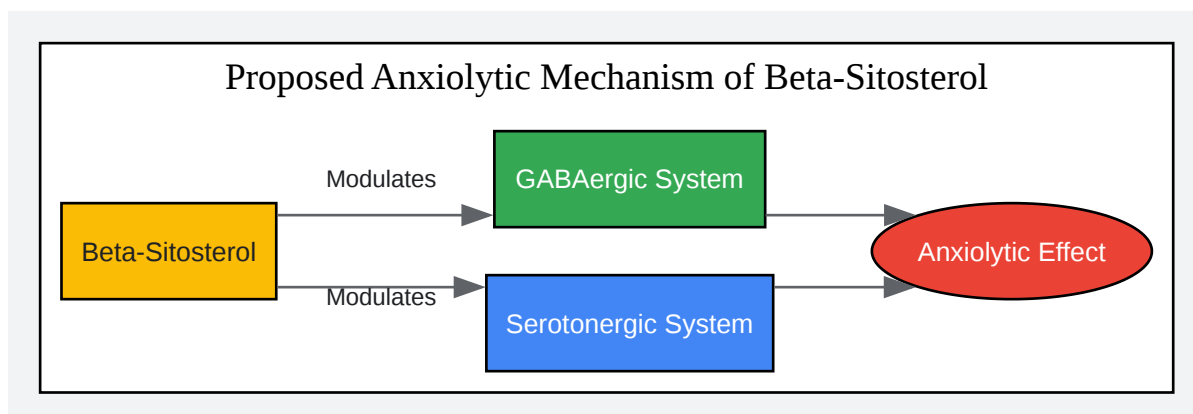 Proposed Anxiolytic Mechanism of Beta-Sitosterol
Modulates
GABAergic System
Beta-Sitosterol
Anxiolytic Effect
Modulates
Serotonergic System